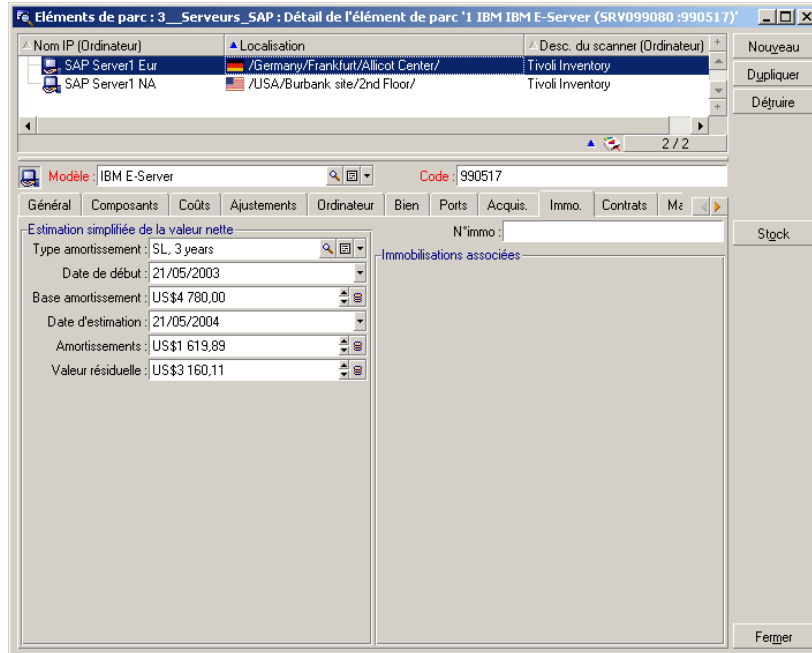 Eléments de parc : 3__Serveurs_SAP : Détail de l'élément de parc '1 IBM IBM E-Server (SRV099080 :990517)'
Nom IP (Ordinateur) Localisation Desc. du scanner (Ordinateur)
SAP Server1 Eur /Germany/Frankfurt/Allicot Center/ Tivoli Inventory
SAP Server1 NA /USA/Burbank site/2nd Floor/ Tivoli Inventory
2 / 2
Nouveau
Dupliquer
Détruire
Modèle : IBM E-Server Code : 990517
Général Composants Coûts Ajustements Ordinateur Bien Ports Acquis. Immo. Contrats
Estimation simplifiée de la valeur nette
Type amortissement : SL, 3 years
Date de début : 21/05/2003
Base amortissement : US$4 780,00
Date d'estimation : 21/05/2004
Amortissements : US$1 619,89
Valeur résiduelle : US$3 160,11
N°immo :
Immobilisations associées
Stock
Fermer